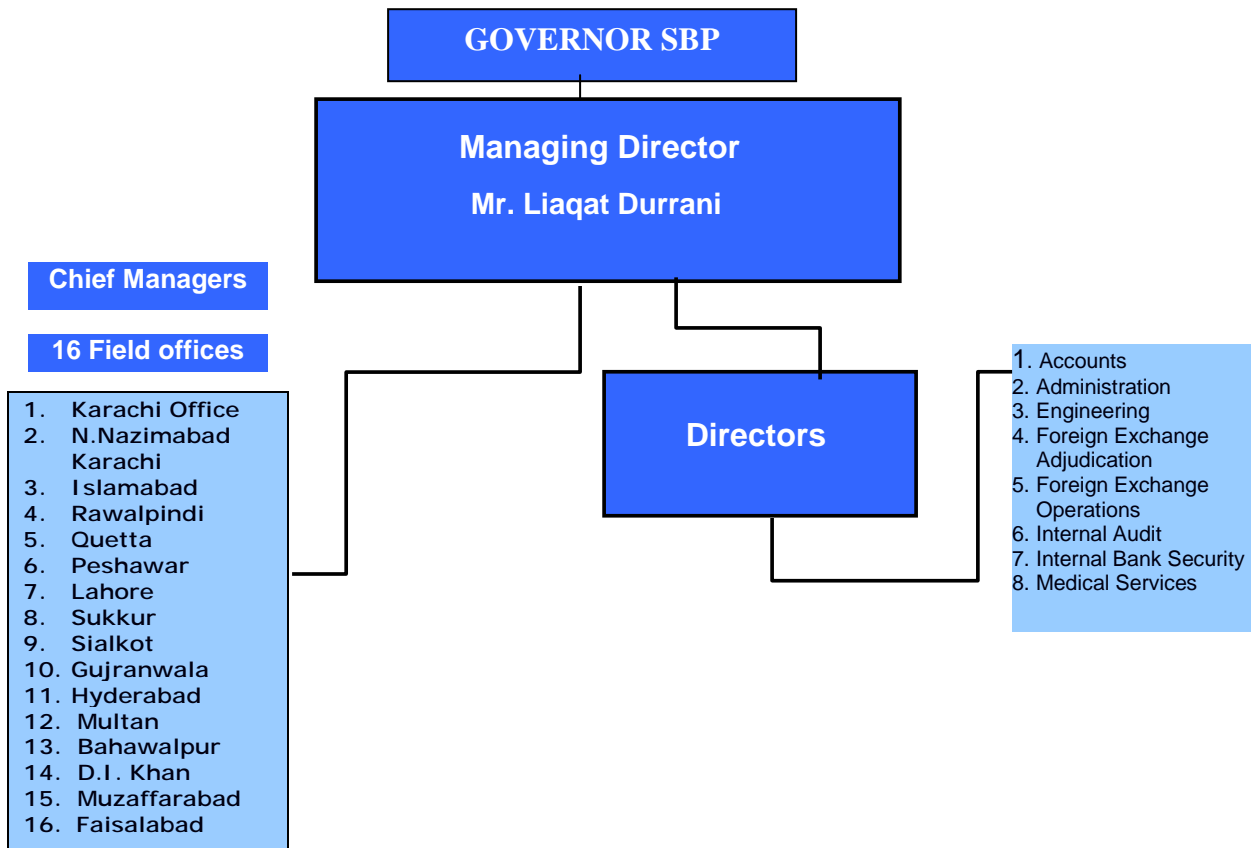 GOVERNOR SBP
Managing Director
Mr. Liaqat Durrani
Chief Managers
16 Field offices
1. Karachi Office
2. N.Nazimabad
Karachi
3. Islamabad
4. Rawalpindi
5. Quetta
6. Peshawar
7. Lahore
8. Sukkur
9. Sialkot
10. Gujranwala
11. Hyderabad
12. Multan
13. Bahawalpur
14. D.I. Khan
15. Muzaffarabad
16. Faisalabad
Directors
1. Accounts
2. Administration
3. Engineering
4. Foreign Exchange
Adjudication
5. Foreign Exchange
Operations
6. Internal Audit
7. Internal Bank Security
8. Medical Services